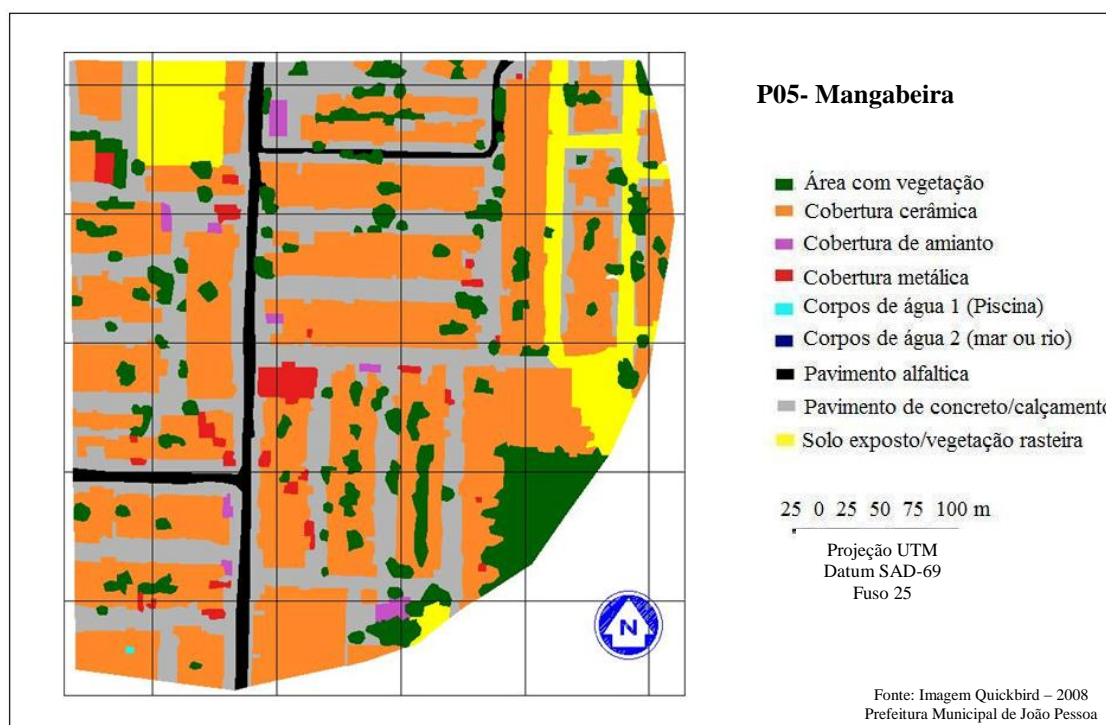 P05- Mangabeira
Área com vegetação
Cobertura cerâmica
Cobertura de amianto
Cobertura metálica
Corpos de água 1 (Piscina)
Corpos de água 2 (mar ou rio)
Pavimento alfaltica
Pavimento de concreto/calçamento
Solo exposto/vegetação rasteira
25 0 25 50 75 100 m
Projeção UTM
Datum SAD-69
Fuso 25
N
Fonte: Imagem Quickbird – 2008
Prefeitura Municipal de João Pessoa